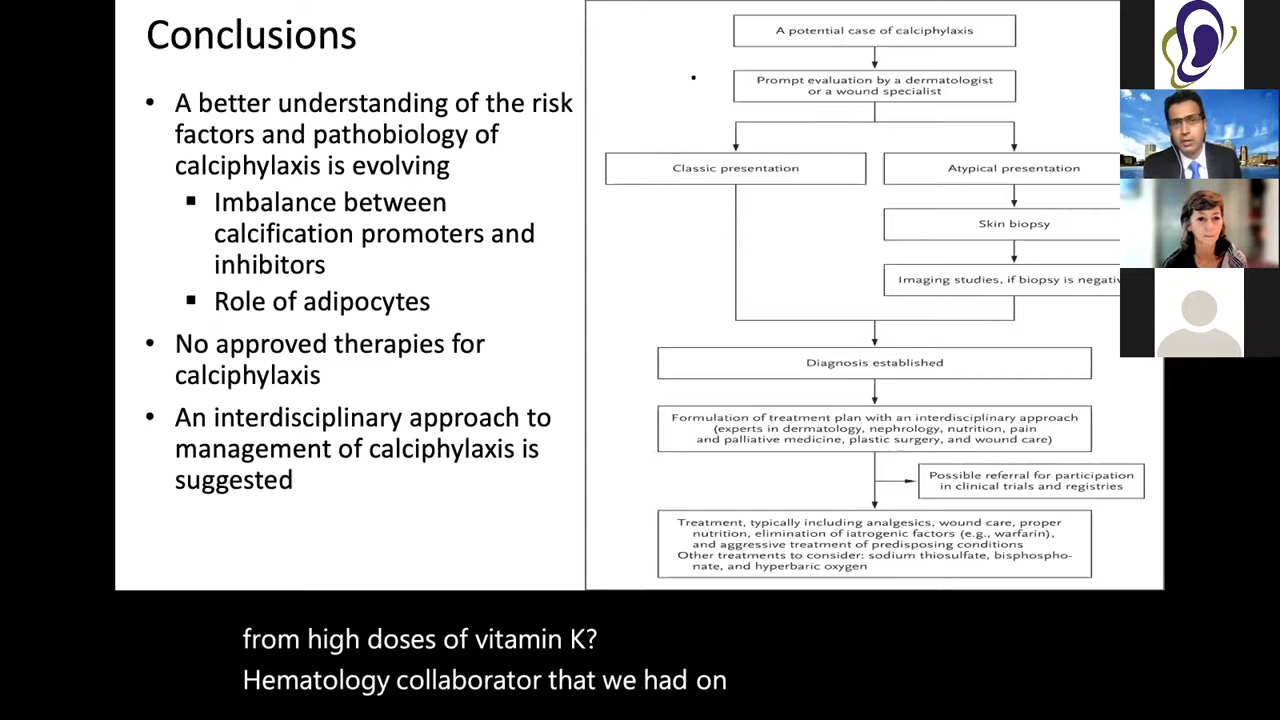 Conclusions
• A better understanding of the risk
factors and pathobiology of
calciphylaxis is evolving
▪ Imbalance between
calcification promoters and
inhibitors
▪ Role of adipocytes
• No approved therapies for
calciphylaxis
• An interdisciplinary approach to
management of calciphylaxis is
suggested
A potential case of calciphylaxis
Prompt evaluation by a dermatologist
or a wound specialist
Classic presentation
Atypical presentation
Skin biopsy
Imaging studies, if biopsy is negativ
Diagnosis established
Formulation of treatment plan with an interdisciplinary approach
(experts in dermatology, nephrology, nutrition, pain
and palliative medicine, plastic surgery, and wound care)
Possible referral for participation
in clinical trials and registries
Treatment, typically including analgesics, wound care, proper
nutrition, elimination of iatrogenic factors (e.g., warfarin),
and aggressive treatment of predisposing conditions
Other treatments to consider: sodium thiosulfate, bisphospho-
nate, and hyperbaric oxygen
from high doses of vitamin K?
Hematology collaborator that we had on